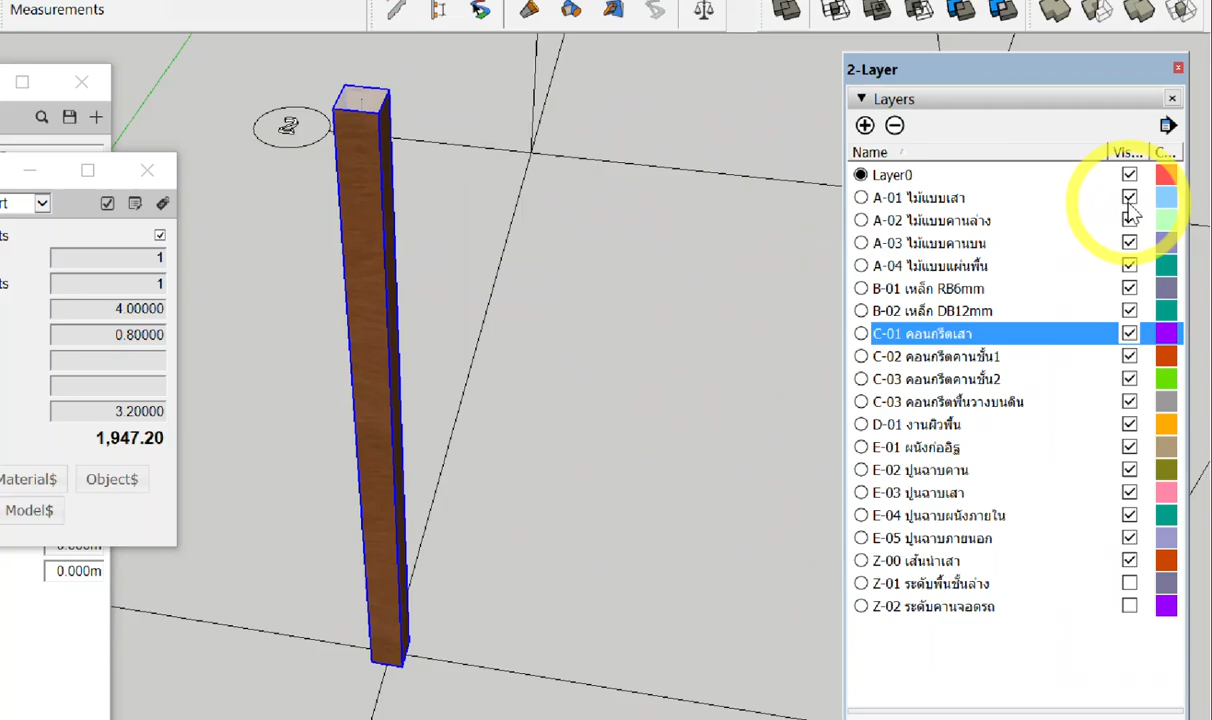 Measurements
2-Layer
Layers
Name Vis... C...
Layer0
A-01 ไม้แบบเสา
A-02 ไม้แบบคานล่าง
A-03 ไม้แบบคานบน
A-04 ไม้แบบแผ่นพื้น
B-01 เหล็ก RB6mm
B-02 เหล็ก DB12mm
C-01 คอนกรีตเสา
C-02 คอนกรีตคานชั้น1
C-03 คอนกรีตคานชั้น2
C-03 คอนกรีตพื้นวางบนดิน
D-01 งานผิวพื้น
E-01 ผนังก่ออิฐ
E-02 ปูนฉาบคาน
E-03 ปูนฉาบเสา
E-04 ปูนฉาบผนังภายใน
E-05 ปูนฉาบภายนอก
Z-00 เส้นนำเสา
Z-01 ระดับพื้นชั้นล่าง
Z-02 ระดับคานจอดรถ
rt
ts
1
ts
1
4.00000
0.80000
3.20000
1,947.20
Material$ Object$
Model$
0.000m
0.000m